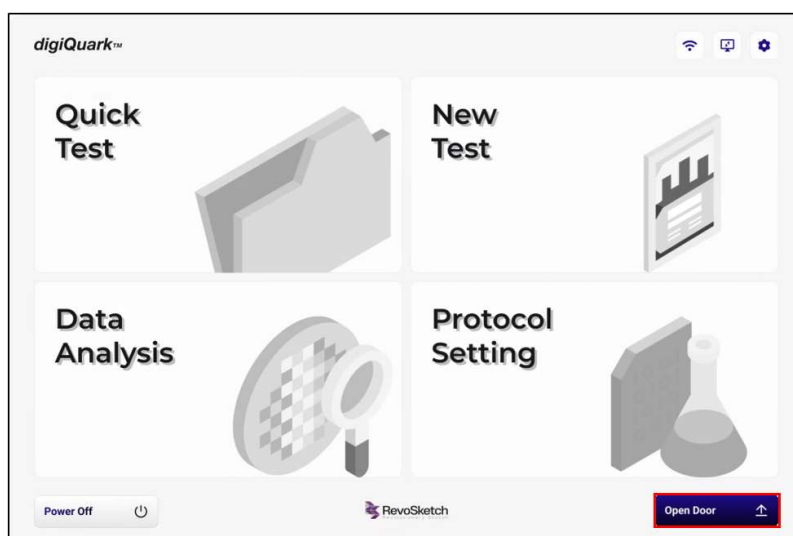 digiQuark™
Quick
Test
New
Test
Data
Analysis
Protocol
Setting
Power Off
RevoSketch
Open Door